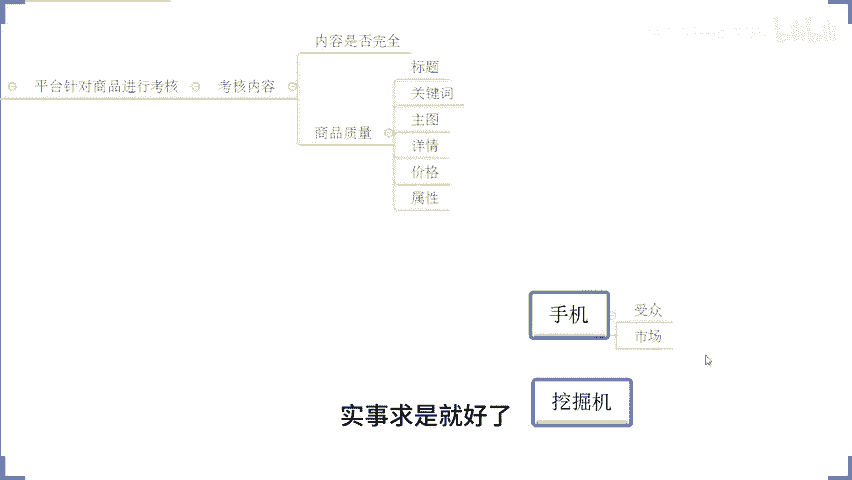 内容是否完全
平台针对商品进行考核
考核内容
商品质量
标题
关键词
主图
详情
价格
属性
手机
受众
市场
挖掘机
实事求是就好了